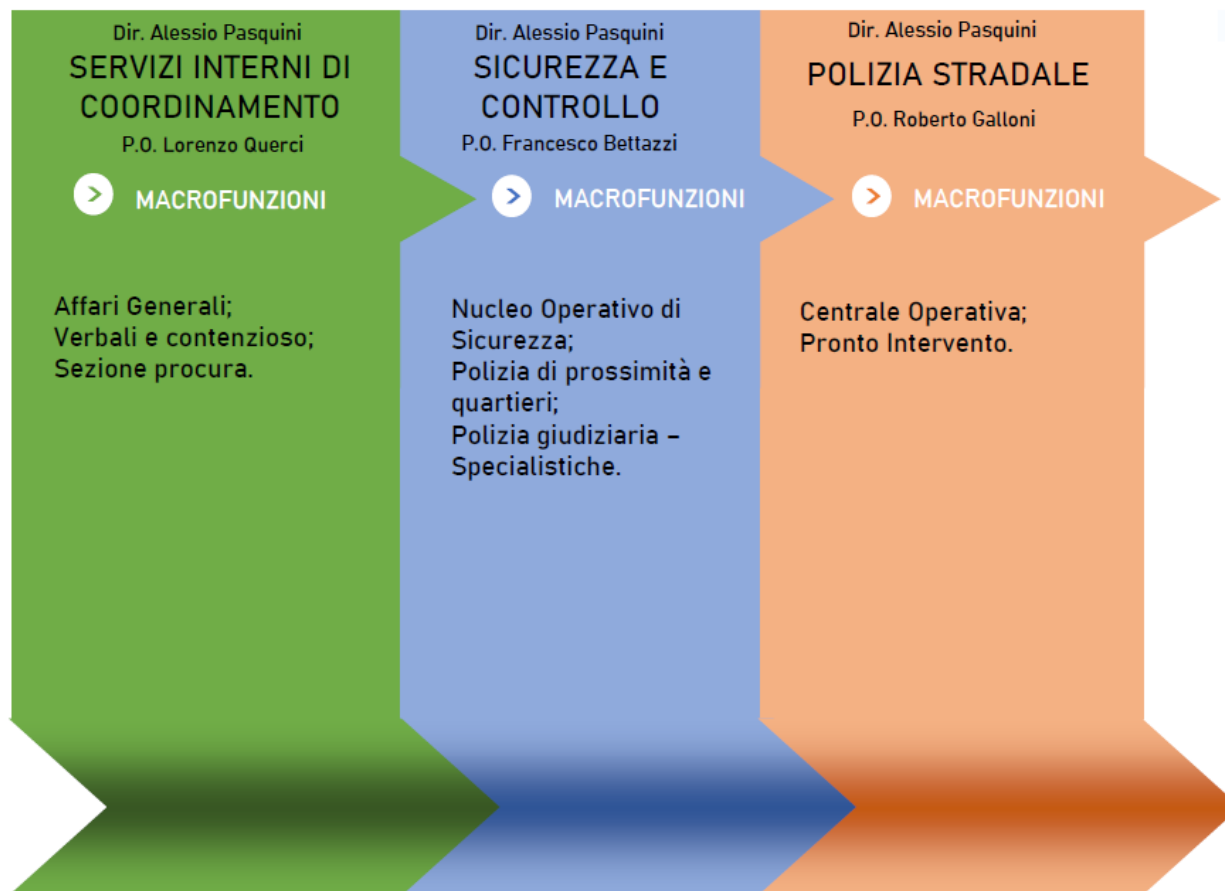 Dir. Alessio Pasquini
SERVIZI INTERNI DI
COORDINAMENTO
P.O. Lorenzo Querci
MACROFUNZIONI
Affari Generali;
Verbali e contenzioso;
Sezione procura.
Dir. Alessio Pasquini
SICUREZZA E
CONTROLLO
P.O. Francesco Bettazzi
MACROFUNZIONI
Nucleo Operativo di
Sicurezza;
Polizia di prossimità e
quartieri;
Polizia giudiziaria –
Specialistiche.
Dir. Alessio Pasquini
POLIZIA STRADALE
P.O. Roberto Galloni
MACROFUNZIONI
Centrale Operativa;
Pronto Intervento.